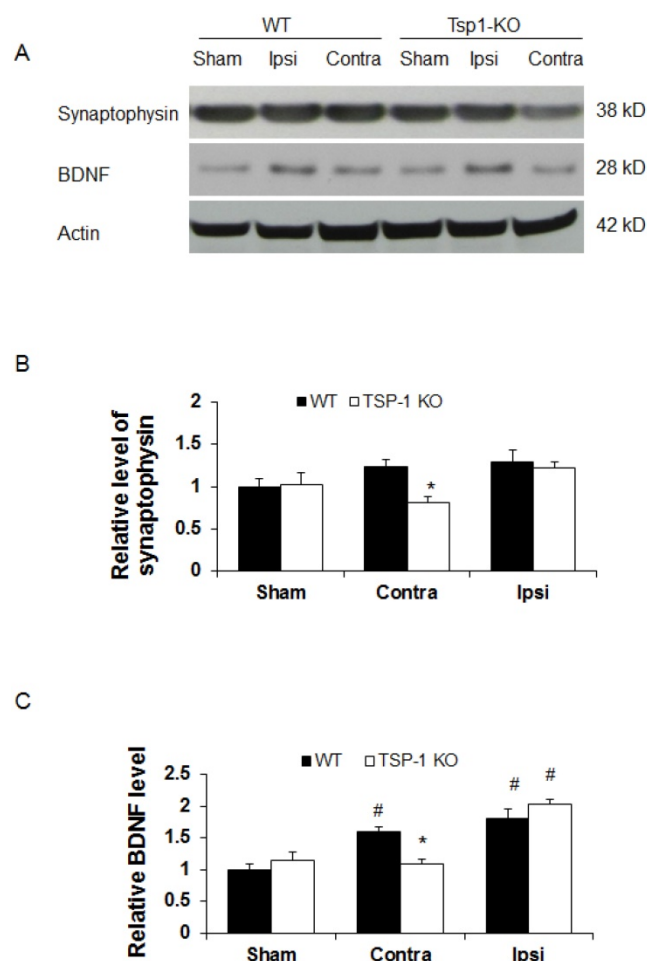 A
WT Tsp1-KO
Sham Ipsi Contra Sham Ipsi Contra
Synaptophysin 38 kD
BDNF 28 kD
Actin 42 kD
B
Relative level of
synaptophysin
WT TSP-1 KO
2
1.5
1
0.5
0
*
Sham Contra Ipsi
C
Relative BDNF level
WT TSP-1 KO
2.5
2
1.5
1
0.5
0
# * # #
Sham Contra Ipsi